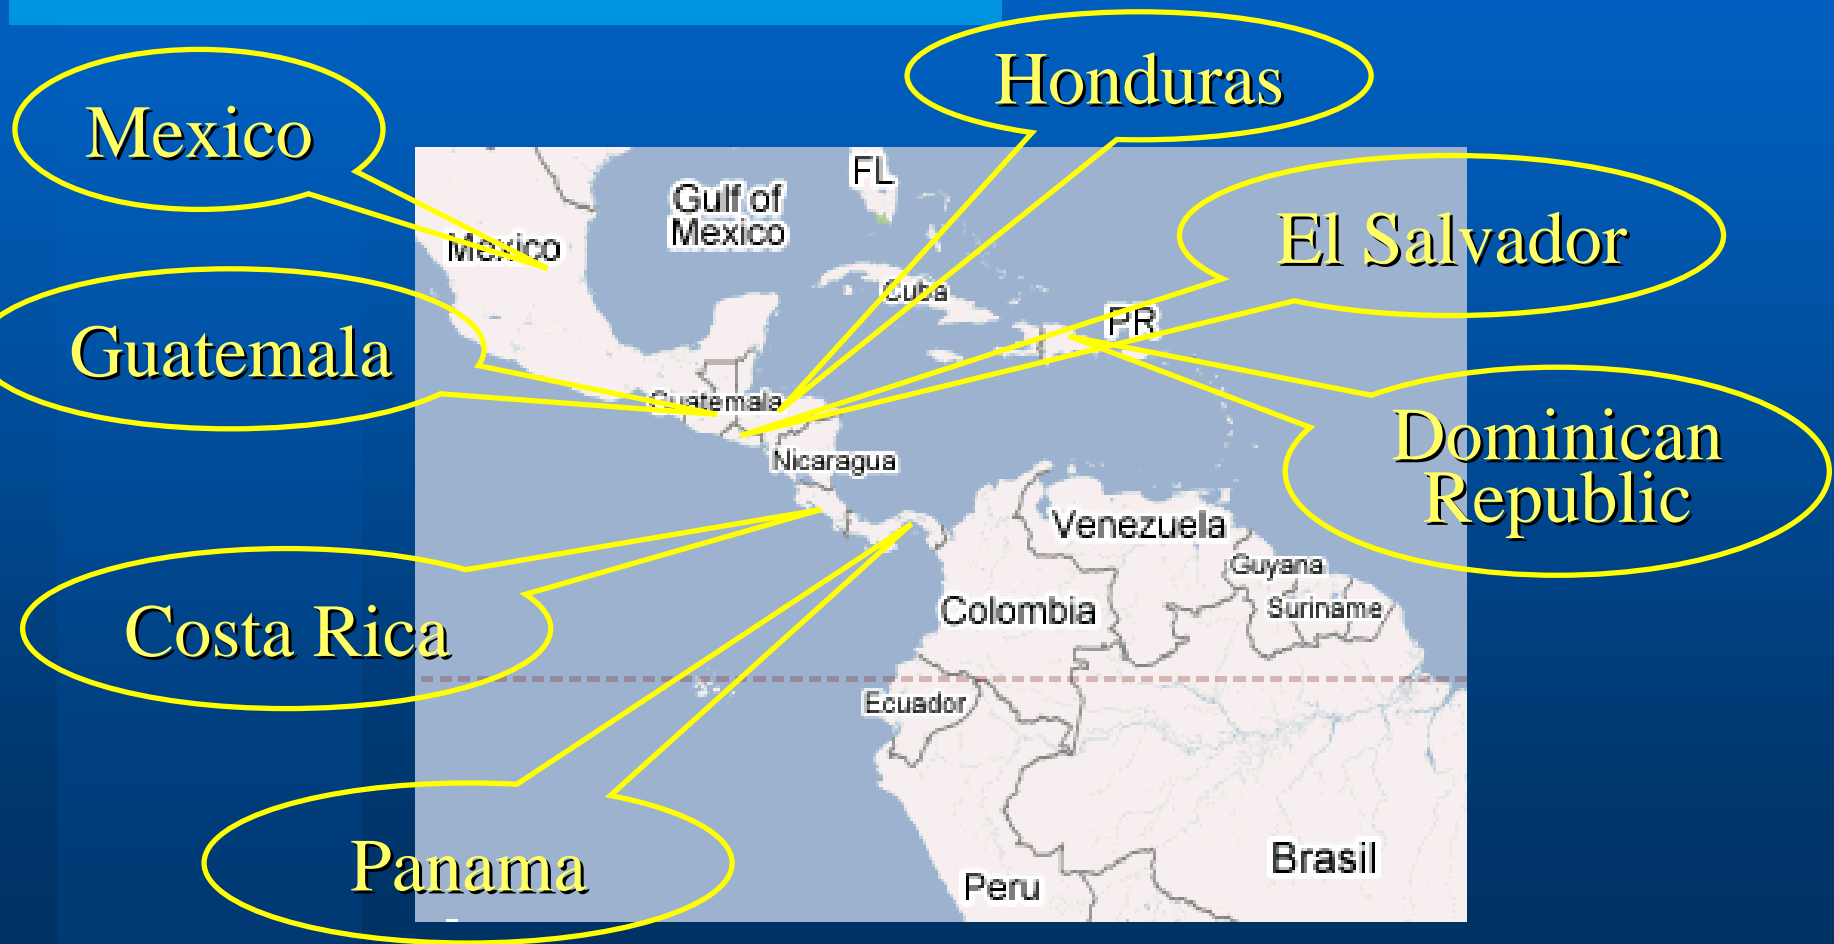 Honduras
Mexico
FL
Gulf of
Mexico
El Salvador
Mexico
Cuba
PR
Guatemala
Guatemala
Dominican
Republic
Nicaragua
Venezuela
Guyana
Colombia
Suriname
Costa Rica
Ecuador
Panama
Brasil
Peru